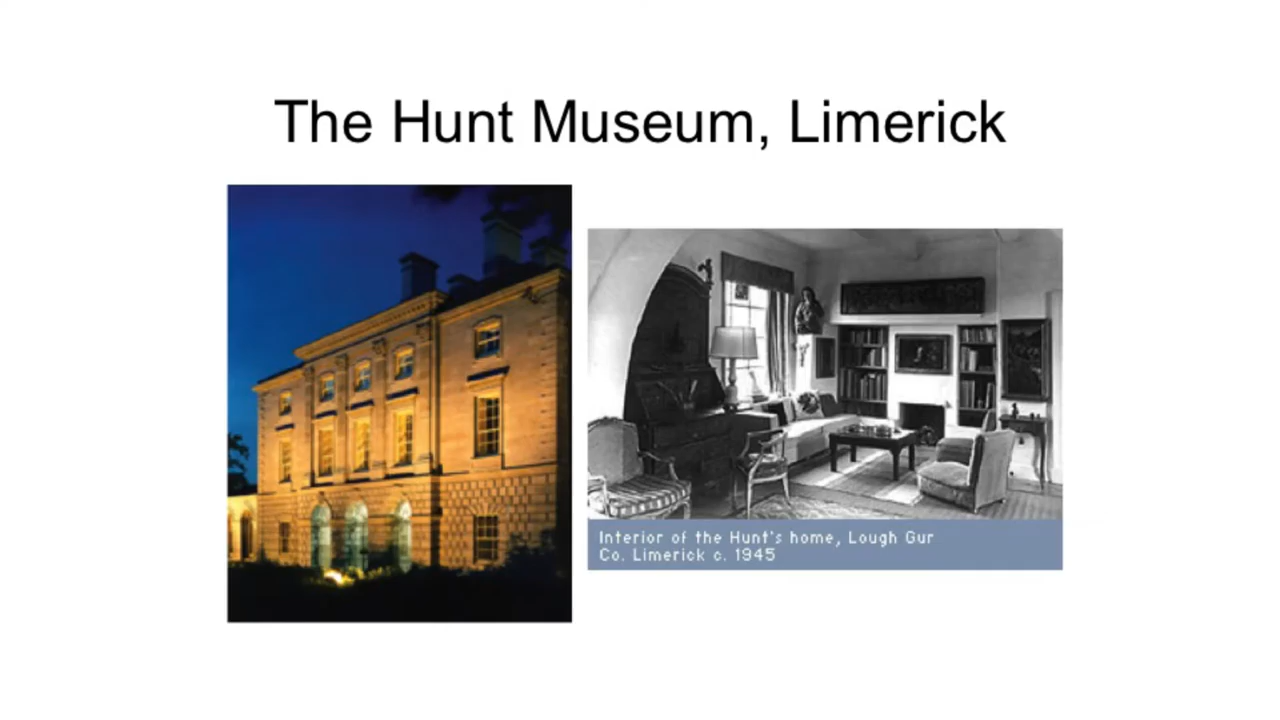 The Hunt Museum, Limerick
Interior of the Hunt's home, Lough Gur
Co. Limerick c. 1945